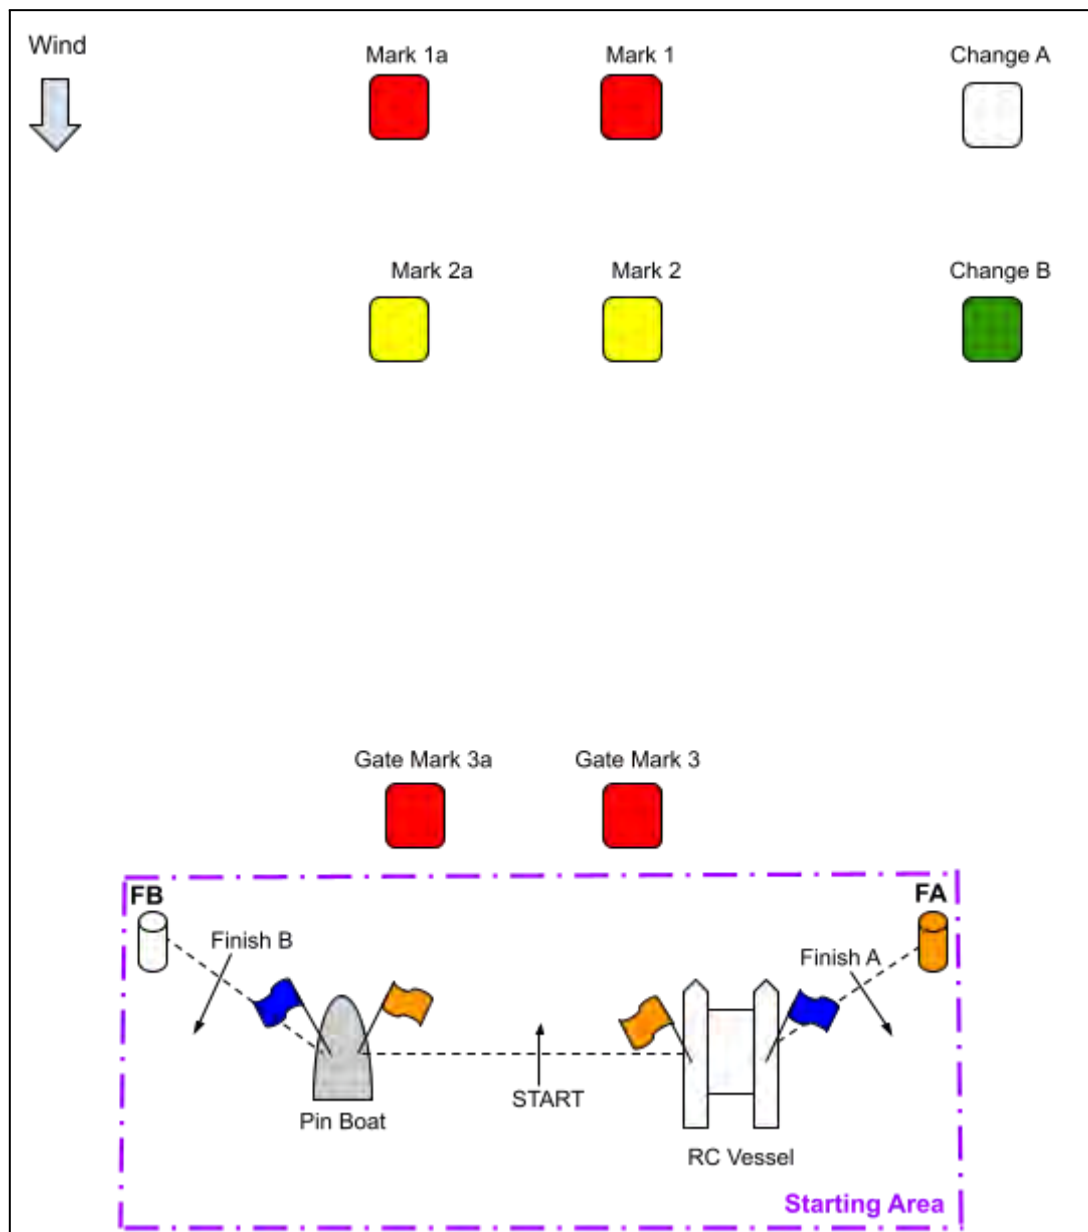 Wind
Mark 1a
Mark 1
Change A
Mark 2a
Mark 2
Change B
Gate Mark 3a
Gate Mark 3
FB
FA
Finish B
Finish A
START
Pin Boat
RC Vessel
Starting Area